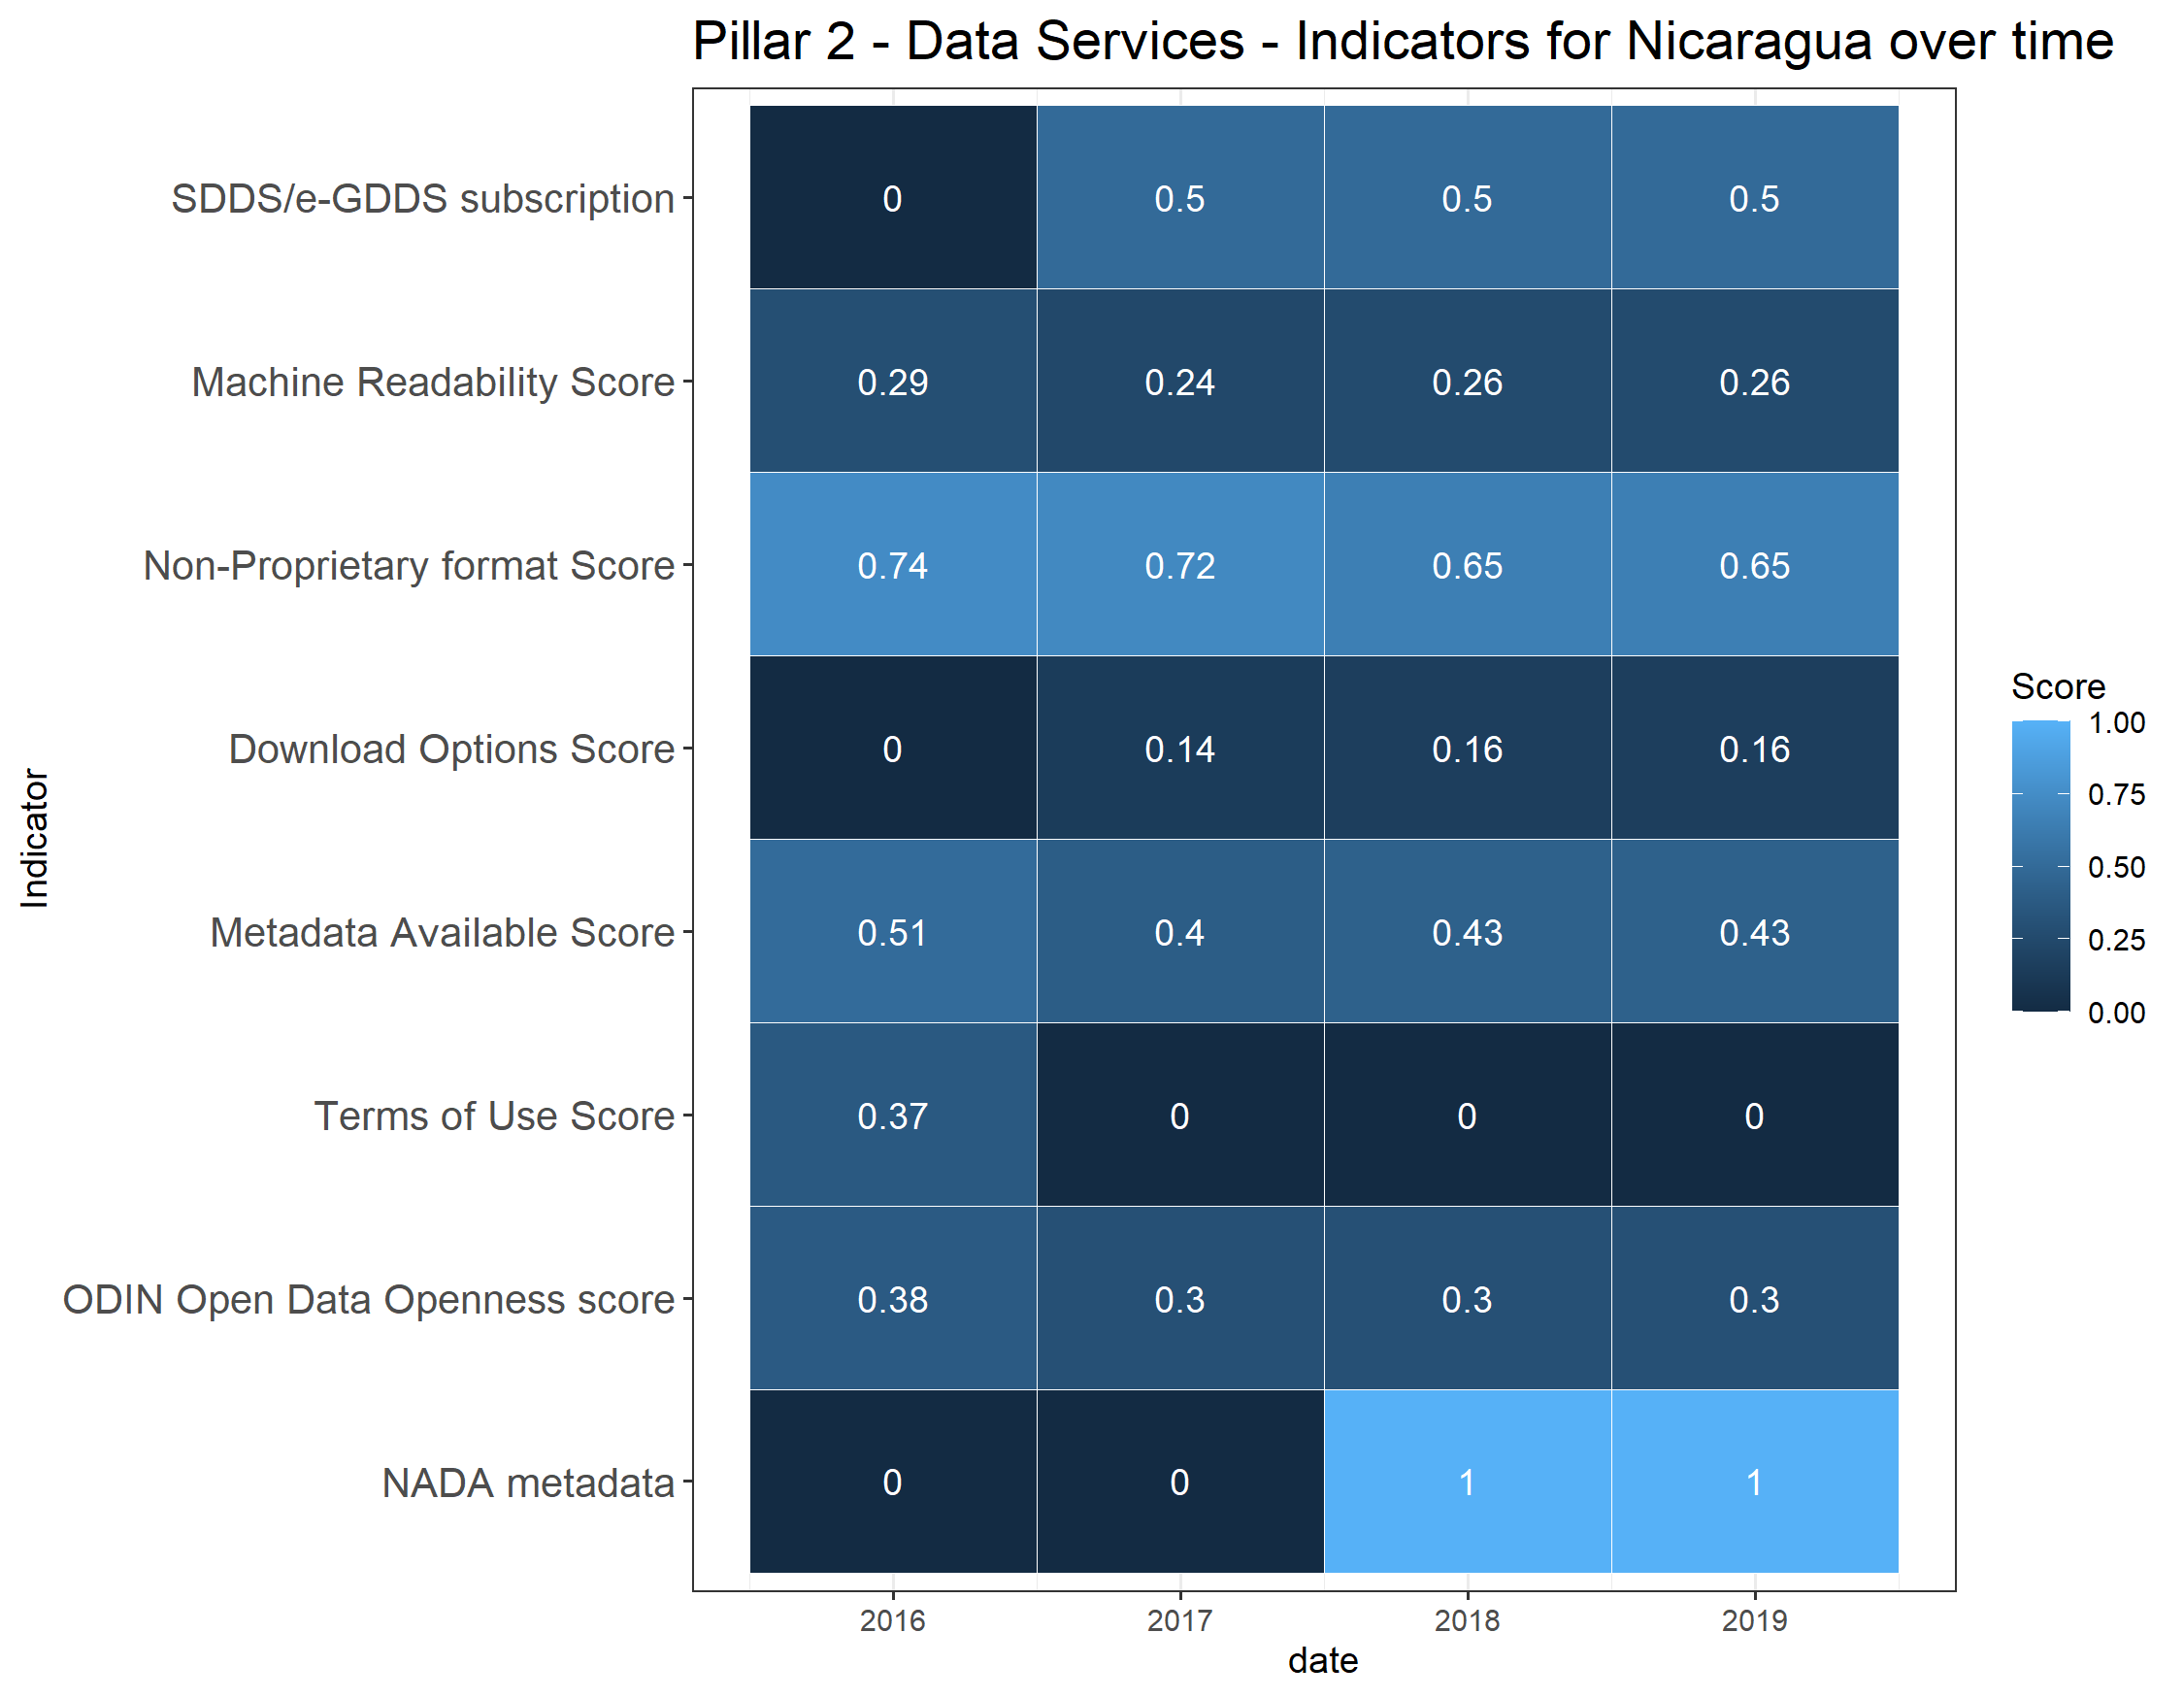 Pillar 2 - Data Services - Indicators for Nicaragua over time
SDDS/e-GDDS subscription 0 0.5 0.5 0.5
Machine Readability Score 0.29 0.24 0.26 0.26
Non-Proprietary format Score 0.74 0.72 0.65 0.65
Download Options Score 0 0.14 0.16 0.16
Metadata Available Score 0.51 0.4 0.43 0.43
Terms of Use Score 0.37 0 0 0
ODIN Open Data Openness score 0.38 0.3 0.3 0.3
NADA metadata 0 0 1 1
2016 2017 2018 2019
date
Indicator
Score
1.00
0.75
0.50
0.25
0.00